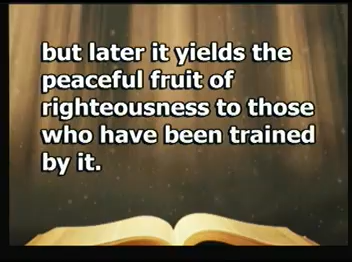 but later it yields the
peaceful fruit of
righteousness to those
who have been trained
by it.